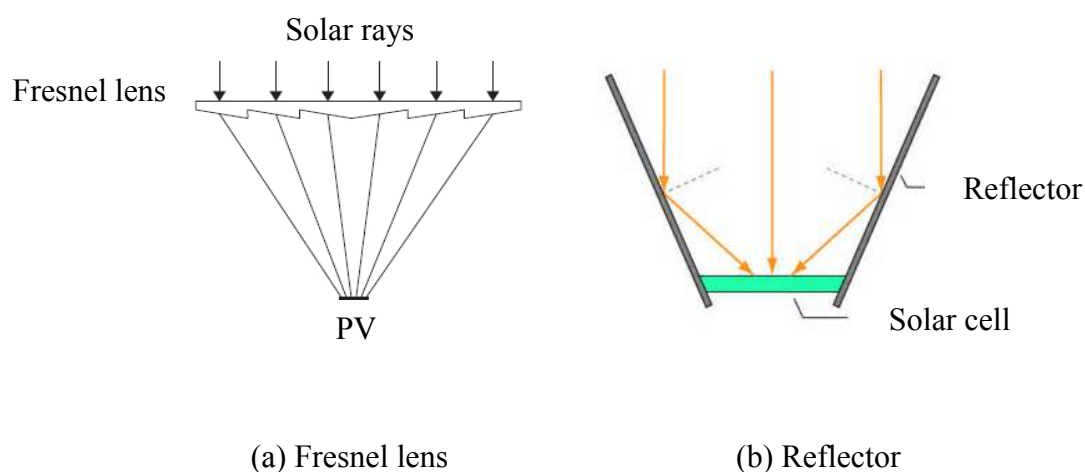 Solar rays
Fresnel lens
PV
Reflector
Solar cell
(a) Fresnel lens
(b) Reflector